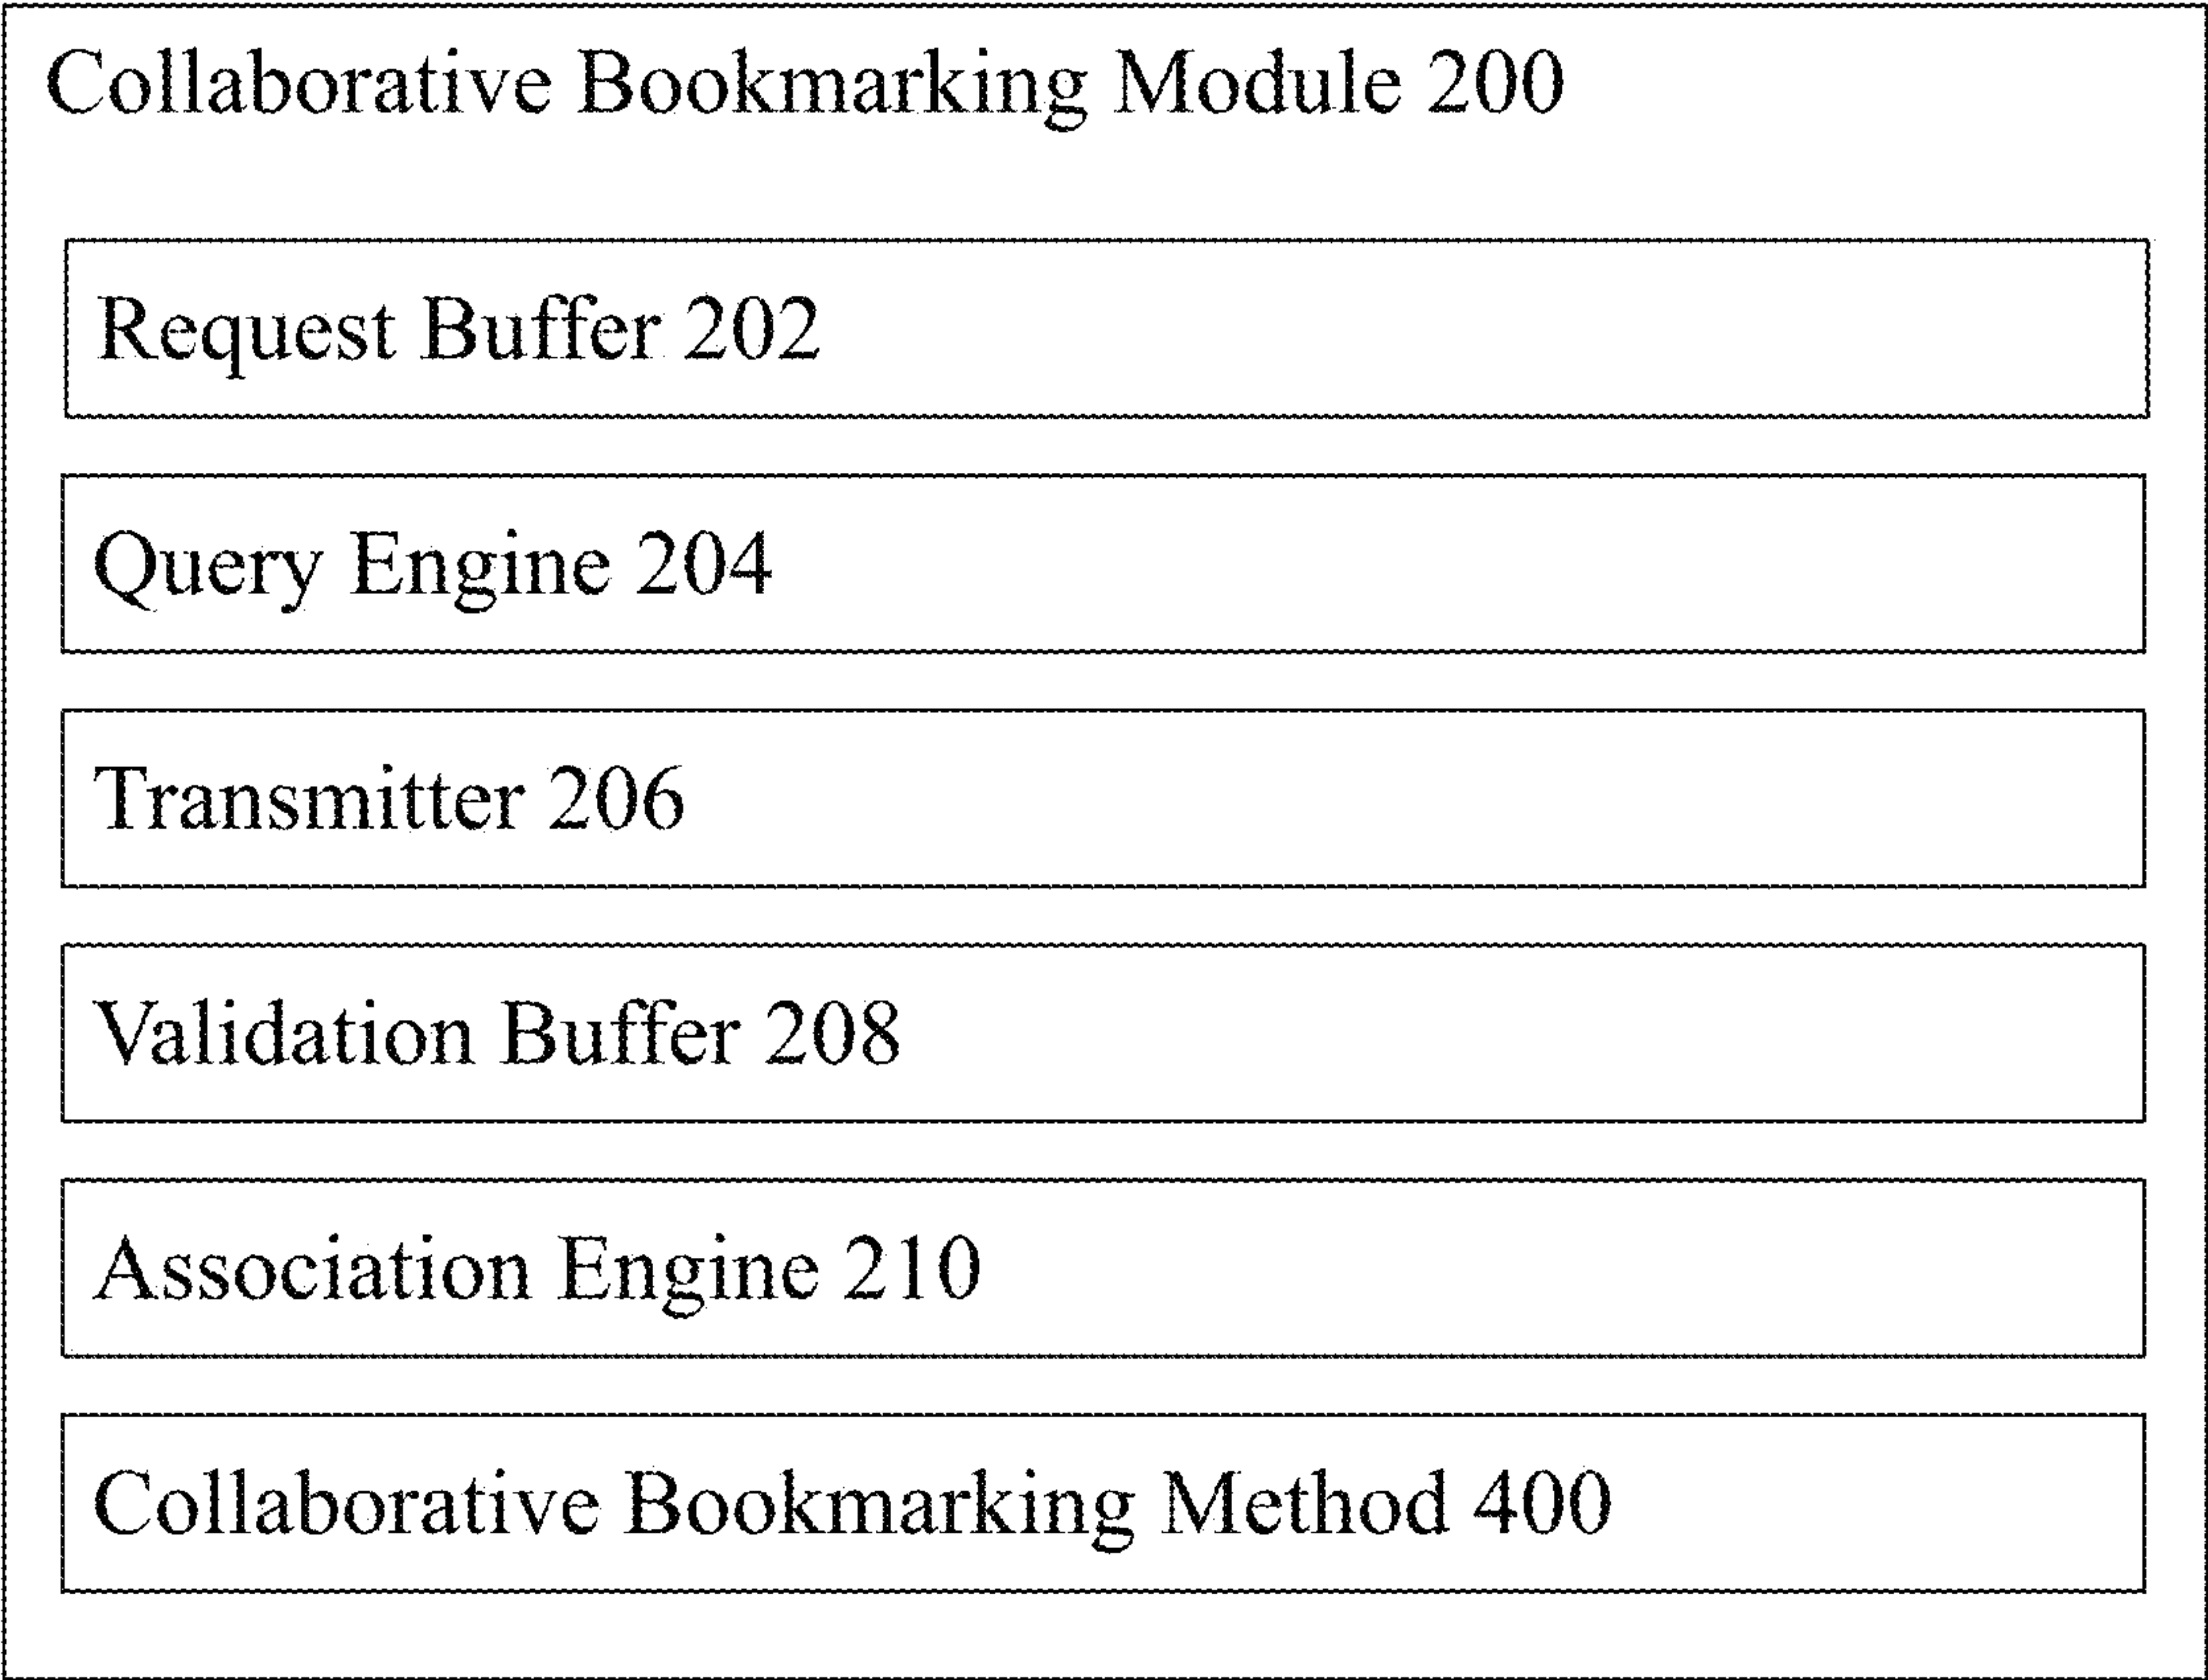 Collaborative Bookmarking Module 200
Request Buffer 202
Query Engine 204
Transmitter 206
Validation Buffer 208
Association Engine 210
Collaborative Bookmarking Method 400